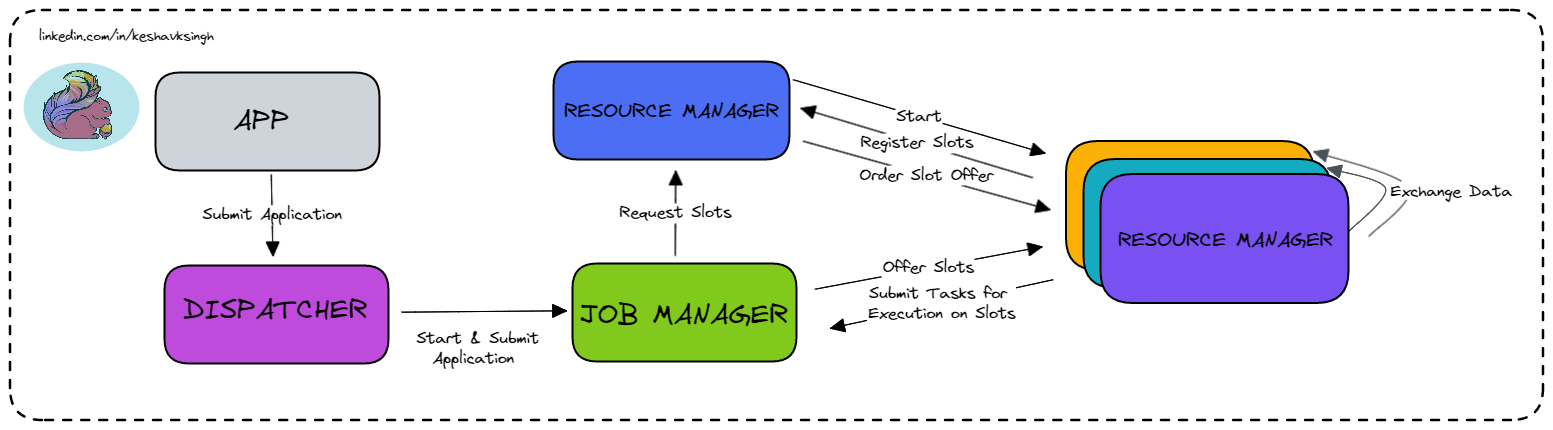 linkedin.com/in/keshavksingh
APP
RESOURCE MANAGER
Start
Register Slots
Order Slot Offer
Exchange Data
Submit Application
Request Slots
RESOURCE MANAGER
DISPATCHER
Start & Submit
Application
JOB MANAGER
Offer Slots
Submit Tasks for
Execution on Slots